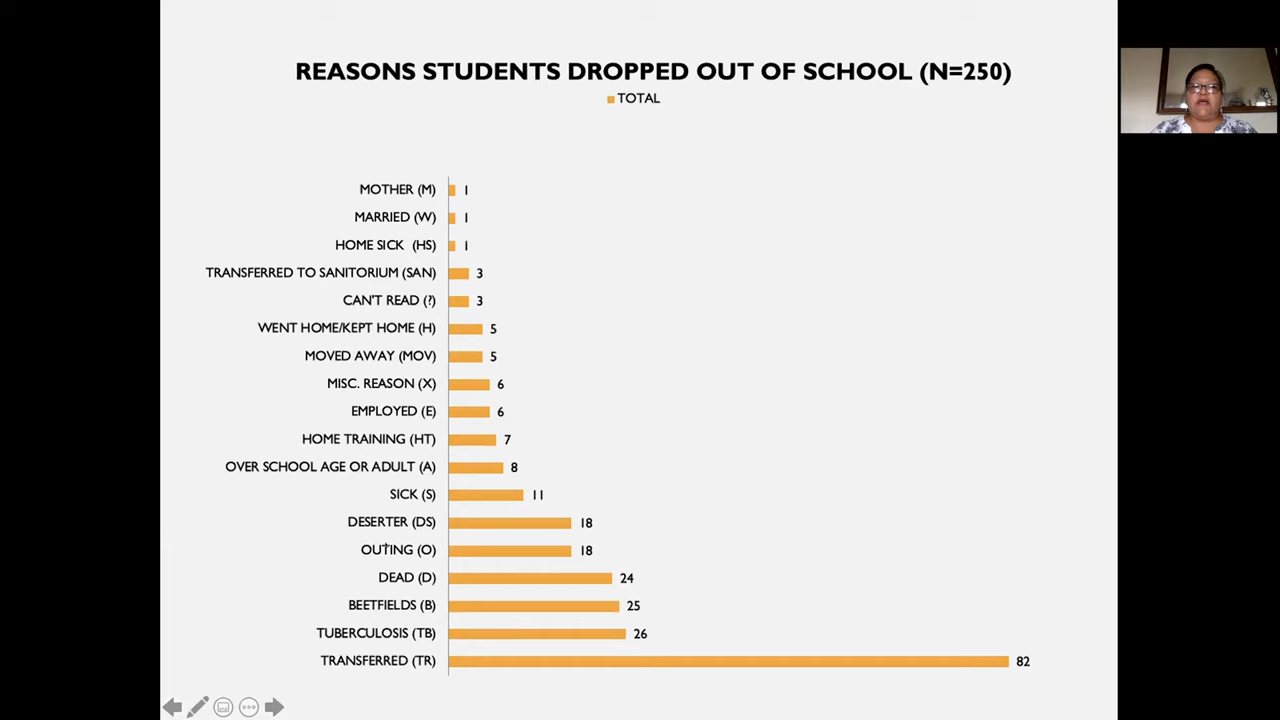 REASONS STUDENTS DROPPED OUT OF SCHOOL (N=250)
TOTAL
MOTHER (M) 1
MARRIED (W) 1
HOME SICK (HS) 1
TRANSFERRED TO SANITORIUM (SAN) 3
CAN'T READ (?) 3
WENT HOME/KEPT HOME (H) 5
MOVED AWAY (MOV) 5
MISC. REASON (X) 6
EMPLOYED (E) 6
HOME TRAINING (HT) 7
OVER SCHOOL AGE OR ADULT (A) 8
SICK (S) 11
DESERTER (DS) 18
OUTING (O) 18
DEAD (D) 24
BEETFIELDS (B) 25
TUBERCULOSIS (TB) 26
TRANSFERRED (TR) 82